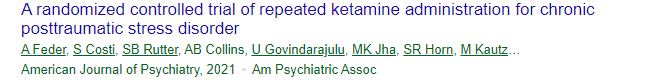 A randomized controlled trial of repeated ketamine administration for chronic
posttraumatic stress disorder
A Feder, S Costi, SB Rutter, AB Collins, U Govindarajulu, MK Jha, SR Horn, M Kautz…
American Journal of Psychiatry, 2021 • Am Psychiatric Assoc